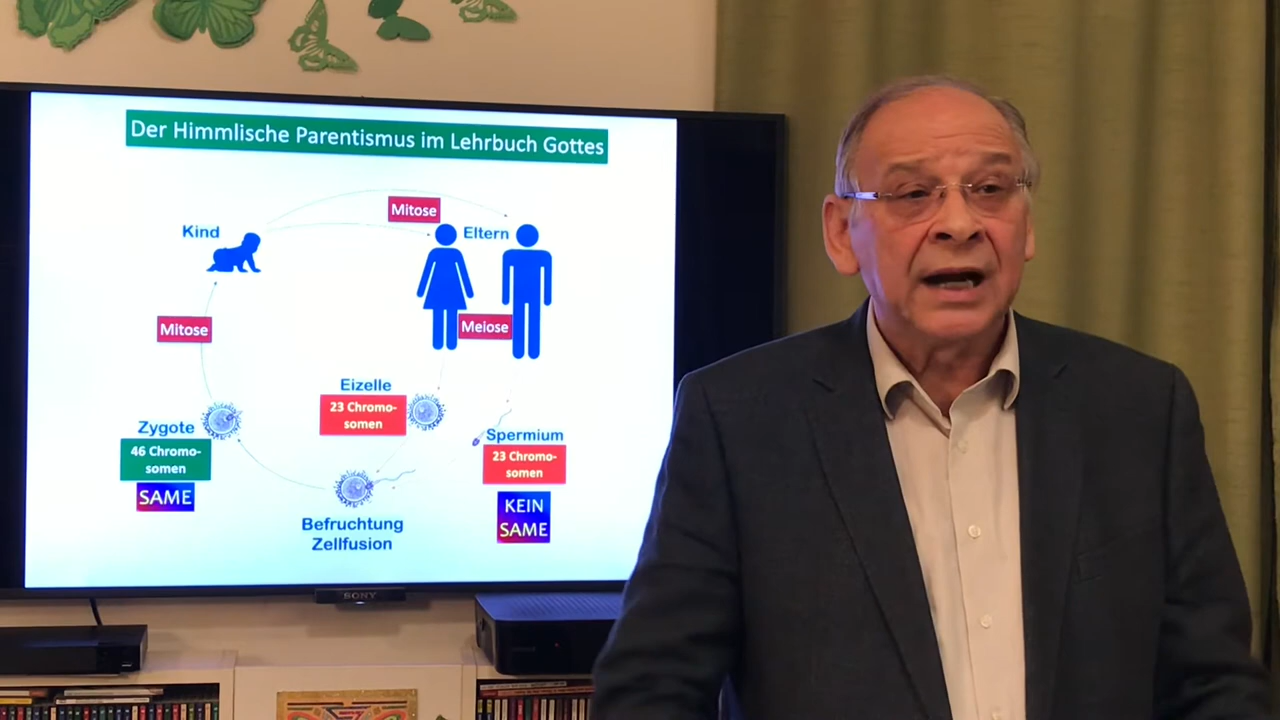 Der Himmlische Parentismus im Lehrbuch Gottes
Mitose
Kind
Eltern
Mitose
Meiose
Eizelle
23 Chromo-
somen
Zygote
46 Chromo-
somen
SAME
Spermium
23 Chromo-
somen
KEIN
SAME
Befruchtung
Zellfusion
SONY